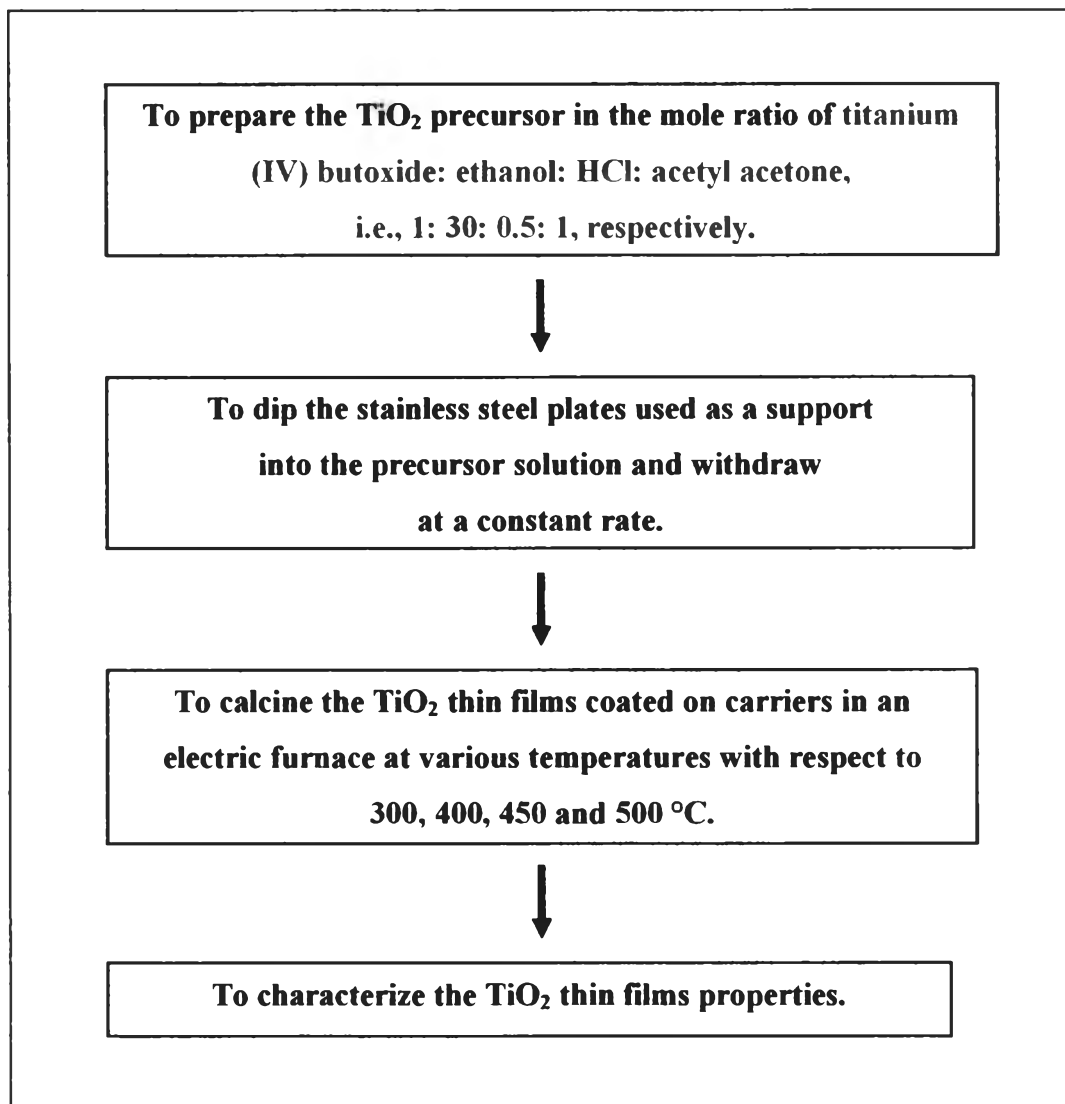 To prepare the TiO₂ precursor in the mole ratio of titanium
(IV) butoxide: ethanol: HCl: acetyl acetone,
i.e., 1: 30: 0.5: 1, respectively.
To dip the stainless steel plates used as a support
into the precursor solution and withdraw
at a constant rate.
To calcine the TiO₂ thin films coated on carriers in an
electric furnace at various temperatures with respect to
300, 400, 450 and 500 °C.
To characterize the TiO₂ thin films properties.